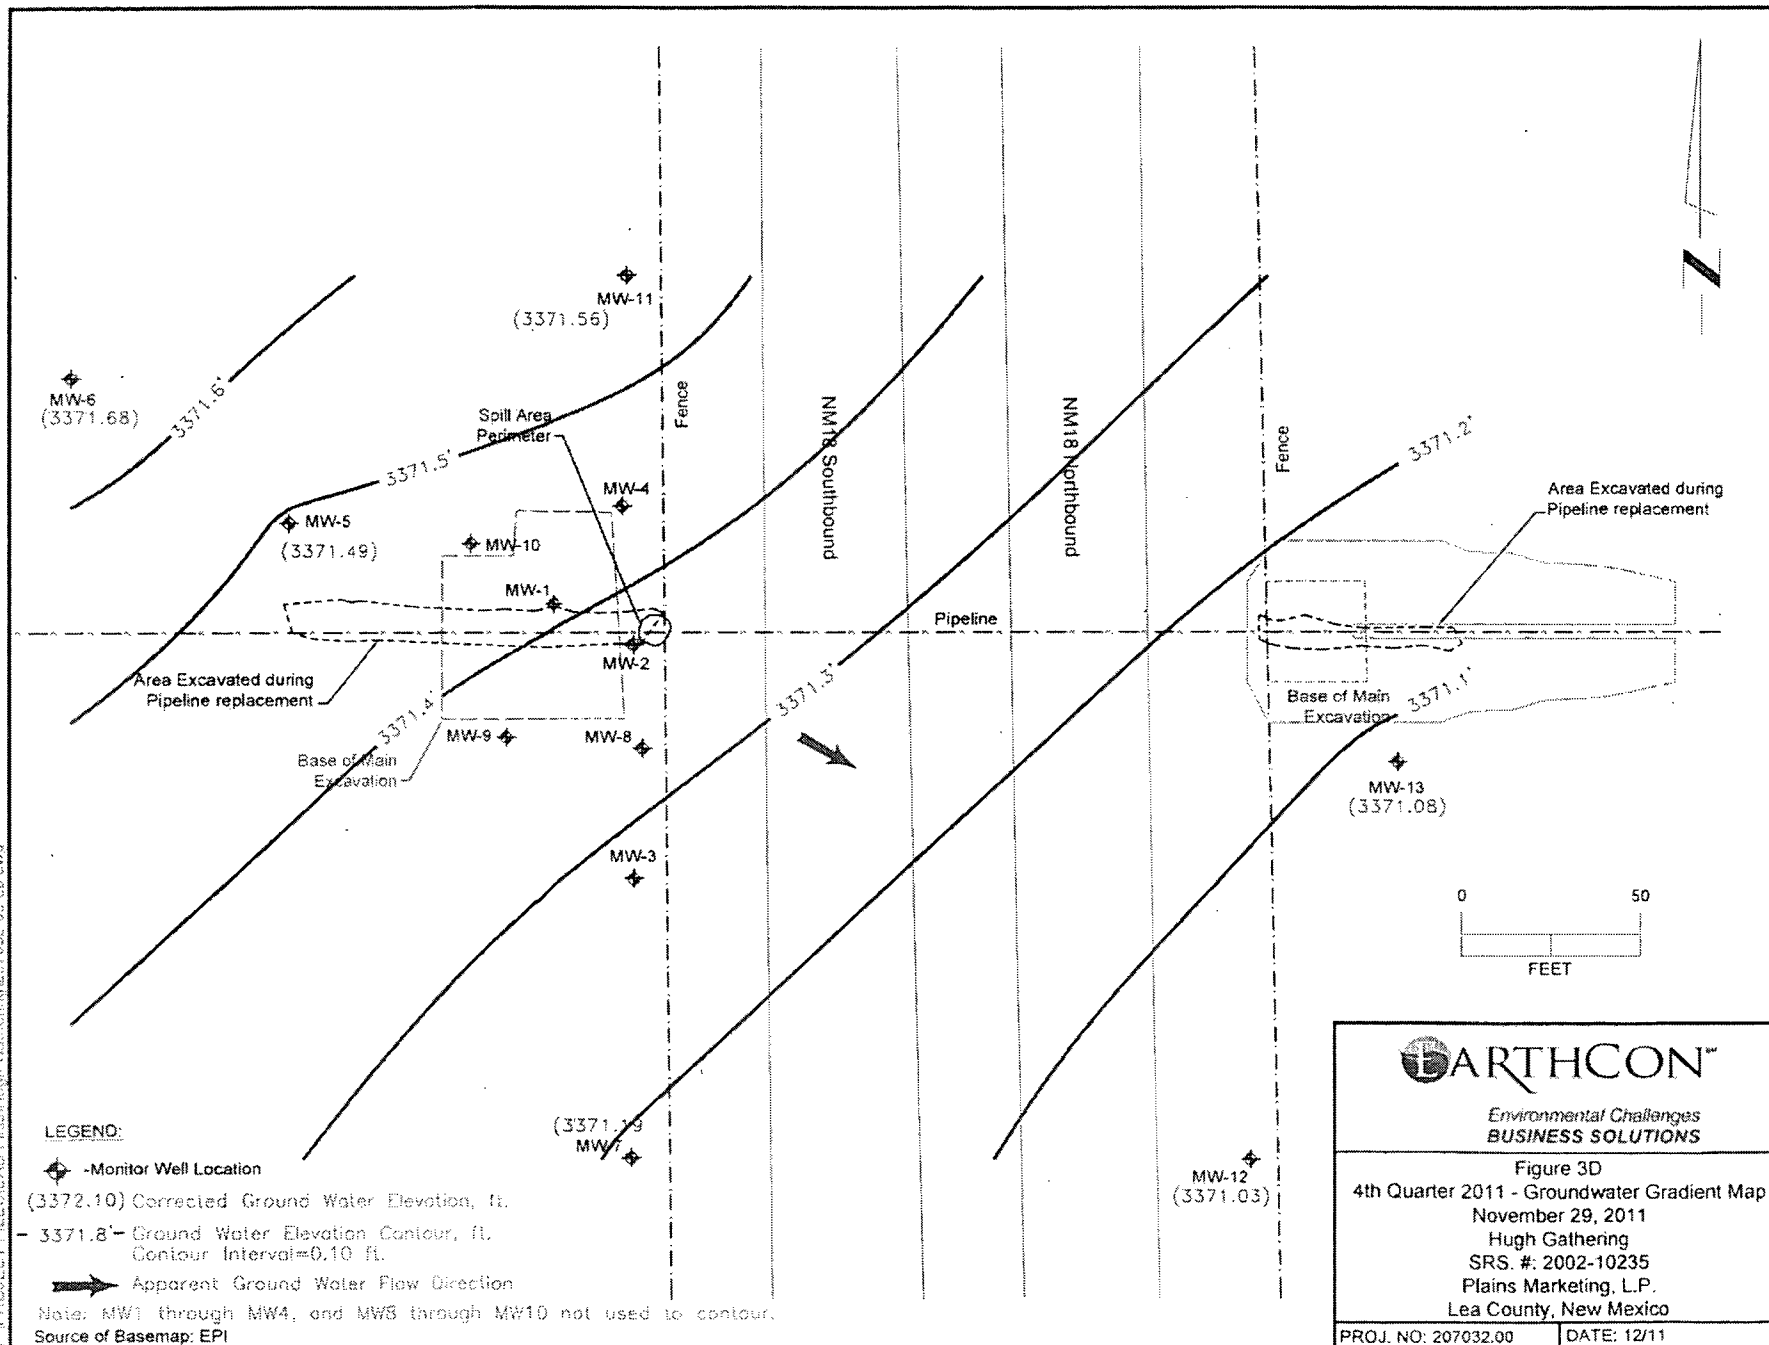 MW-11
(3371.56)
MW-6
(3371.68)
3371.6'
Spill Area
Perimeter
Fence
NM18 Southbound
NM18 Northbound
Fence
3371.2'
3371.5'
MW-4
Area Excavated during
Pipeline replacement
MW-5
(3371.49)
MW-10
MW-1
Pipeline
MW-2
Area Excavated during
Pipeline replacement
3371.4'
3371.3'
3371.1'
Base of Main
Excavation
MW-9
MW-8
Base of Main
Excavation
MW-13
(3371.08)
MW-3
0 50
FEET
N
(3371.19
MW-7
MW-12
(3371.03)
LEGEND:
-Monitor Well Location
(3372.10) Corrected Ground Water Elevation, ft.
- 3371.8'- Ground Water Elevation Contour, ft.
Contour Interval=0.10 ft.
Apparent Ground Water Flow Direction
Note: MW1 through MW4, and MW8 through MW10 not used to contour.
Source of Basemap: EPI
EARTHCON
Environmental Challenges
BUSINESS SOLUTIONS
Figure 3D
4th Quarter 2011 - Groundwater Gradient Map
November 29, 2011
Hugh Gathering
SRS. #: 2002-10235
Plains Marketing, L.P.
Lea County, New Mexico
PROJ. NO: 207032.00 DATE: 12/11